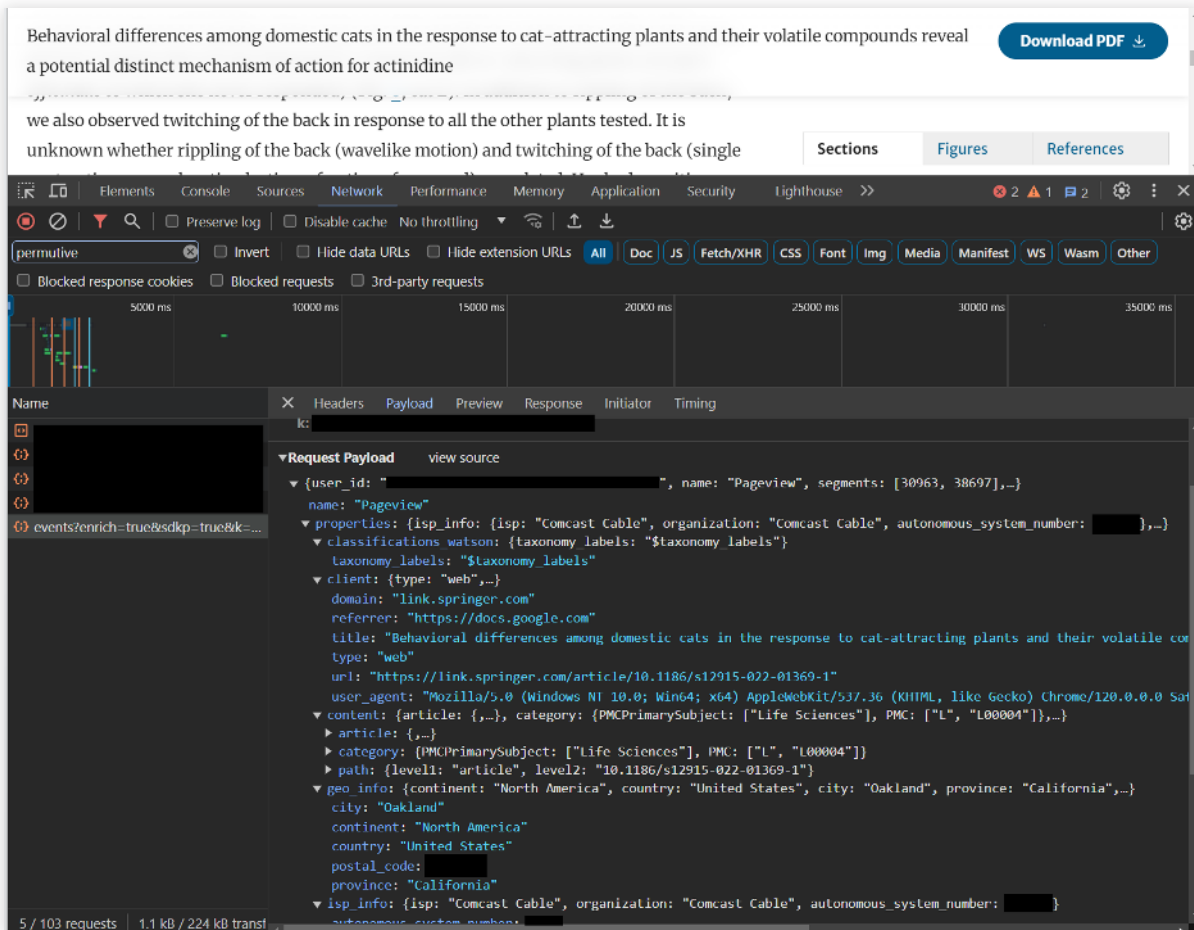 Behavioral differences among domestic cats in the response to cat-attracting plants and their volatile compounds reveal
a potential distinct mechanism of action for actinidine
Download PDF
we also observed twitching of the back in response to all the other plants tested. It is
unknown whether rippling of the back (wavelike motion) and twitching of the back (single
Sections Figures References
Elements Console Sources Network Performance Memory Application Security Lighthouse 2 1 2
Preserve log Disable cache No throttling
permutive Invert Hide data URLs Hide extension URLs All Doc JS Fetch/XHR CSS Font Img Media Manifest WS Wasm Other
Blocked response cookies Blocked requests 3rd-party requests
5000 ms 10000 ms 15000 ms 20000 ms 25000 ms 30000 ms 35000 ms
Name
Headers Payload Preview Response Initiator Timing
k:
▼Request Payload view source
▼ {user_id: " ", name: "Pageview", segments: [30963, 38697],…}
name: "Pageview"
▼ properties: {isp_info: {isp: "Comcast Cable", organization: "Comcast Cable", autonomous_system_number: },…}
▼ classifications_watson: {taxonomy_labels: "$taxonomy_labels"}
taxonomy_labels: "$taxonomy_labels"
▼ client: {type: "web",…}
domain: "link.springer.com"
referrer: "https://docs.google.com"
title: "Behavioral differences among domestic cats in the response to cat-attracting plants and their volatile
type: "web"
url: "https://link.springer.com/article/10.1186/s12915-022-01369-1"
user_agent: "Mozilla/5.0 (Windows NT 10.0; Win64; x64) AppleWebKit/537.36 (KHTML, like Gecko) Chrome/120.0.0.0
▼ content: {article: {,…}, category: {PMCPrimarySubject: ["Life Sciences"], PMC: ["L", "L00004"]},…}
▶ article: {,…}
▶ category: {PMCPrimarySubject: ["Life Sciences"], PMC: ["L", "L00004"]}
▶ path: {level1: "article", level2: "10.1186/s12915-022-01369-1"}
▼ geo_info: {continent: "North America", country: "United States", city: "Oakland", province: "California",…}
city: "Oakland"
continent: "North America"
country: "United States"
postal_code:
province: "California"
▼ isp_info: {isp: "Comcast Cable", organization: "Comcast Cable", autonomous_system_number: }
autonomous_system_number:
events?enrich=true&sdkp=true&k=...
5 / 103 requests 1.1 kB / 224 kB transf